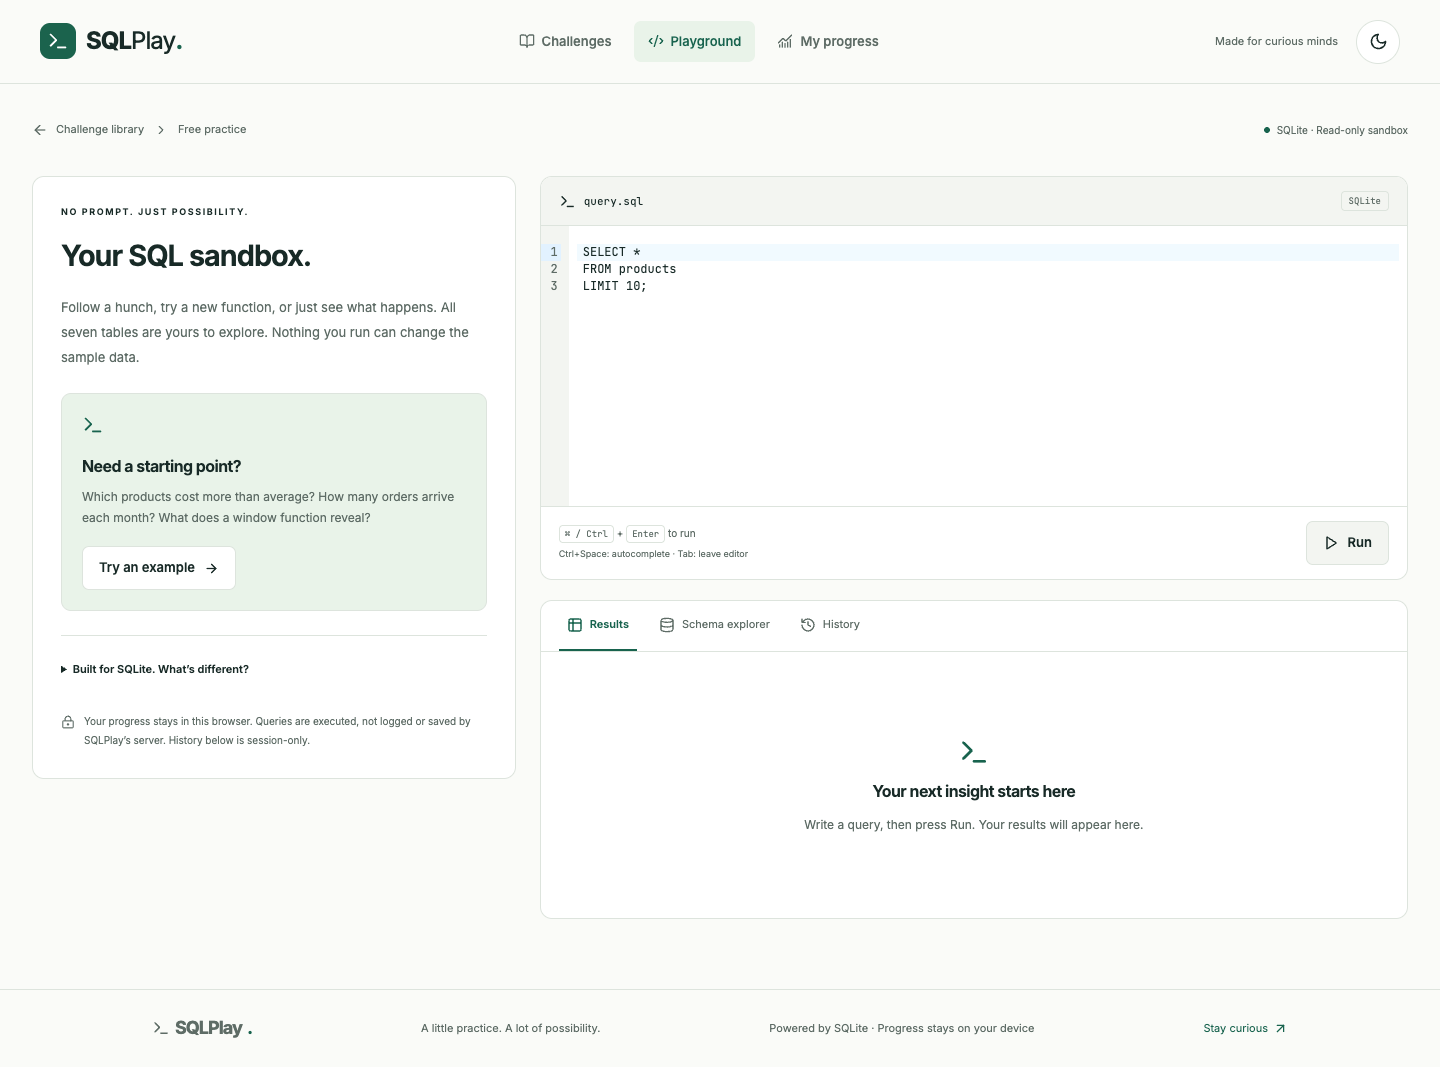 SQLPlay.
Challenges
Playground
My progress
Made for curious minds
Challenge library
Free practice
SQLite · Read-only sandbox
NO PROMPT. JUST POSSIBILITY.
Your SQL sandbox.
Follow a hunch, try a new function, or just see what happens. All
seven tables are yours to explore. Nothing you run can change the
sample data.
Need a starting point?
Which products cost more than average? How many orders arrive
each month? What does a window function reveal?
Try an example
Built for SQLite. What’s different?
Your progress stays in this browser. Queries are executed, not logged or saved by
SQLPlay’s server. History below is session-only.
query.sql
SQLite
1 SELECT *
2 FROM products
3 LIMIT 10;
⌘ / Ctrl + Enter to run
Ctrl+Space: autocomplete · Tab: leave editor
Run
Results
Schema explorer
History
Your next insight starts here
Write a query, then press Run. Your results will appear here.
SQLPlay .
A little practice. A lot of possibility.
Powered by SQLite · Progress stays on your device
Stay curious